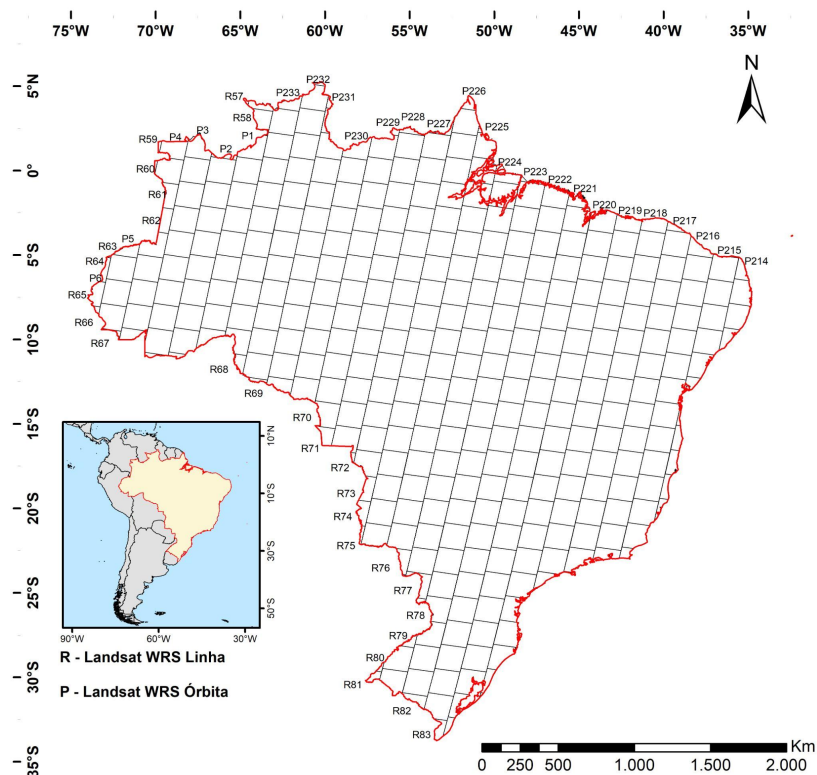 75°W 70°W 65°W 60°W 55°W 50°W 45°W 40°W 35°W
N
5°N
0°
5°S
10°S
15°S
20°S
25°S
30°S
35°S
P232
P226
R57
P233
P231
R58
P229
P228
P227
P225
R59
P4
P3
P1
P230
P2
P224
R60
P223
P222
R61
P221
P220
P219
P218
R62
P217
P5
P216
R63
P215
R64
P214
P6
R65
R66
R67
R68
R69
R70
R71
R72
R73
R74
R75
R76
R77
R78
R79
R80
R81
R82
R83
10°N
10°S
30°S
50°S
90°W 60°W 30°W
R - Landsat WRS Linha
P - Landsat WRS Órbita
Km
0 250 500 1.000 1.500 2.000